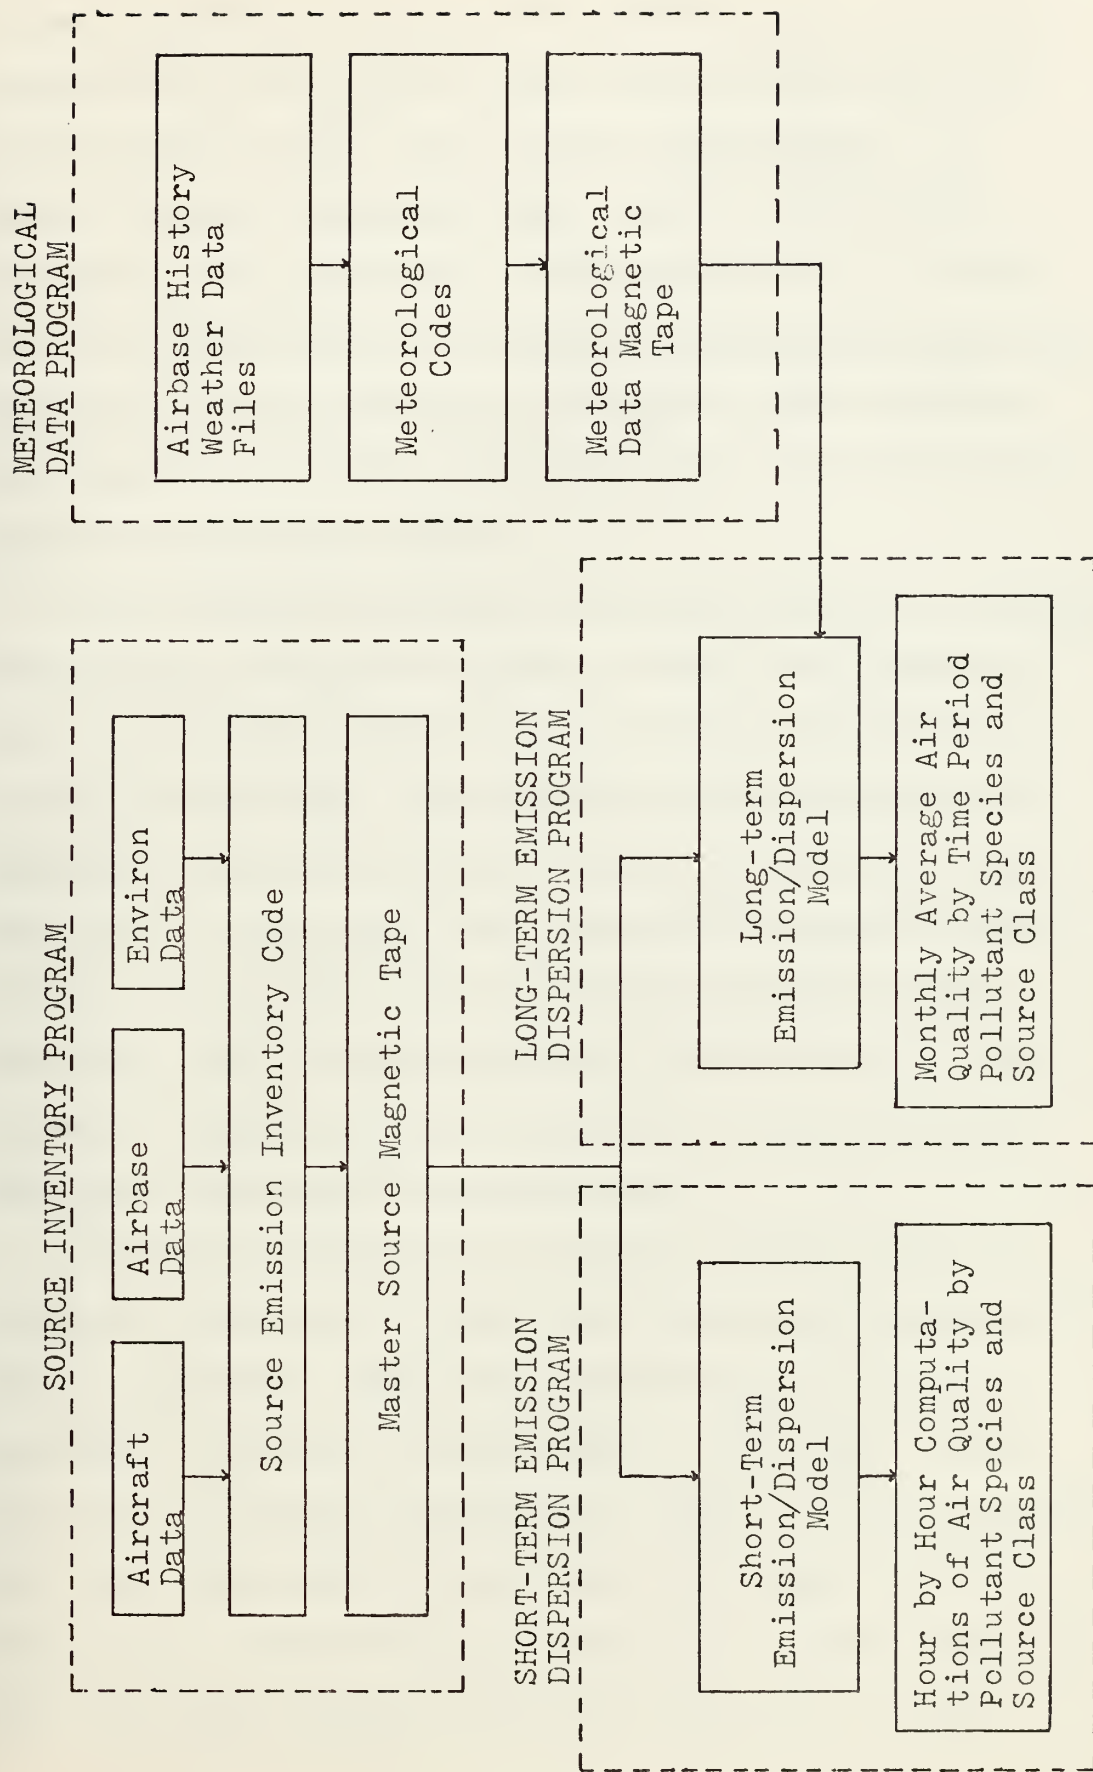 SOURCE INVENTORY PROGRAM
Aircraft
Data
Airbase
Data
Environ
Data
Source Emission Inventory Code
Master Source Magnetic Tape
METEOROLOGICAL
DATA PROGRAM
Airbase History
Weather Data
Files
Meteorological
Codes
Meteorological
Data Magnetic
Tape
SHORT-TERM EMISSION
DISPERSION PROGRAM
Short-Term
Emission/Dispersion
Model
Hour by Hour Computa-
tions of Air Quality by
Pollutant Species and
Source Class
LONG-TERM EMISSION
DISPERSION PROGRAM
Long-term
Emission/Dispersion
Model
Monthly Average Air
Quality by Time Period
Pollutant Species and
Source Class